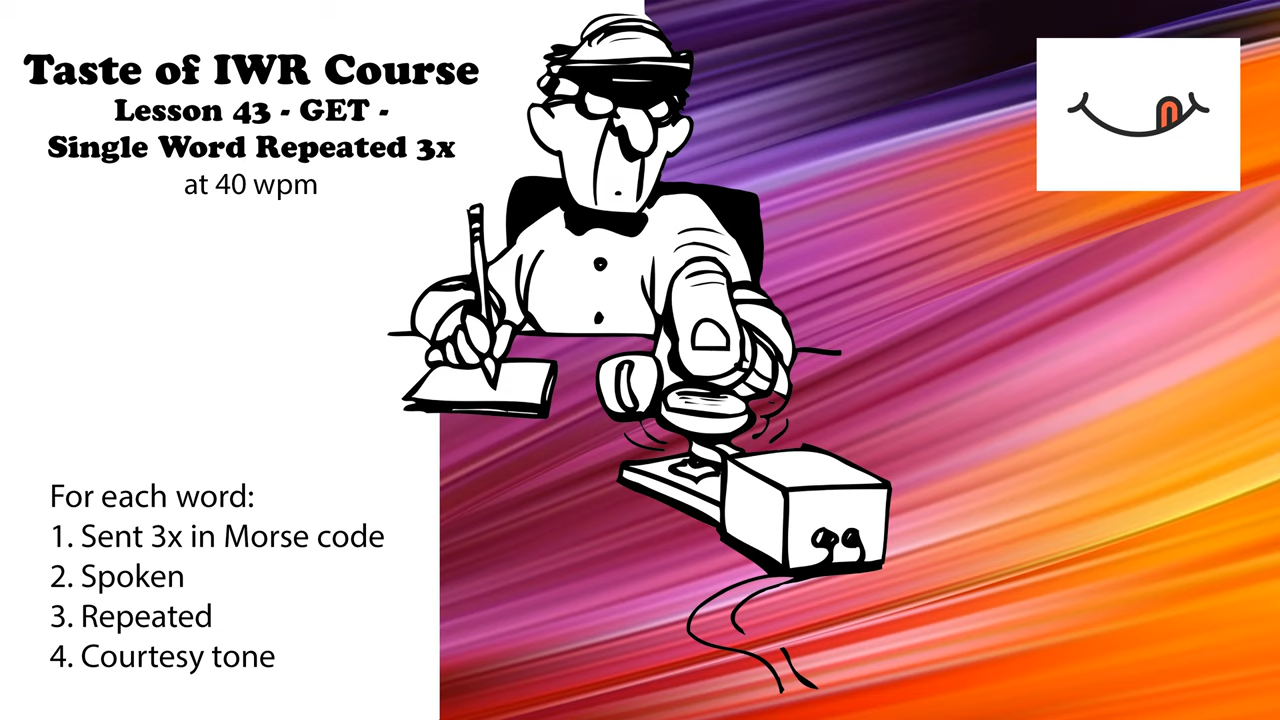 Taste of IWR Course
Lesson 43 - GET -
Single Word Repeated 3x
at 40 wpm
For each word:
1. Sent 3x in Morse code
2. Spoken
3. Repeated
4. Courtesy tone